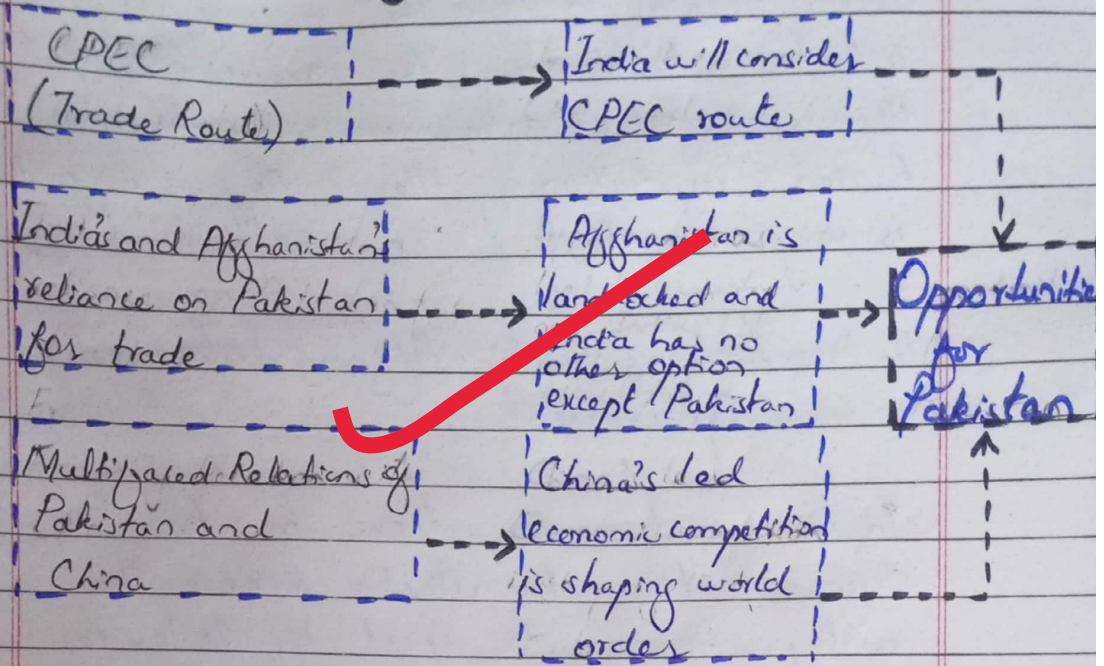 CPEC
(Trade Route)
India will consider
CPEC route
India's and Afghanistan's
reliance on Pakistan
for trade
Afghanistan is
landlocked and
India has no
other option
except Pakistan
Multifaced Relations of
Pakistan and
China
China's led
economic competition
is shaping world
order
Opportunities
for
Pakistan